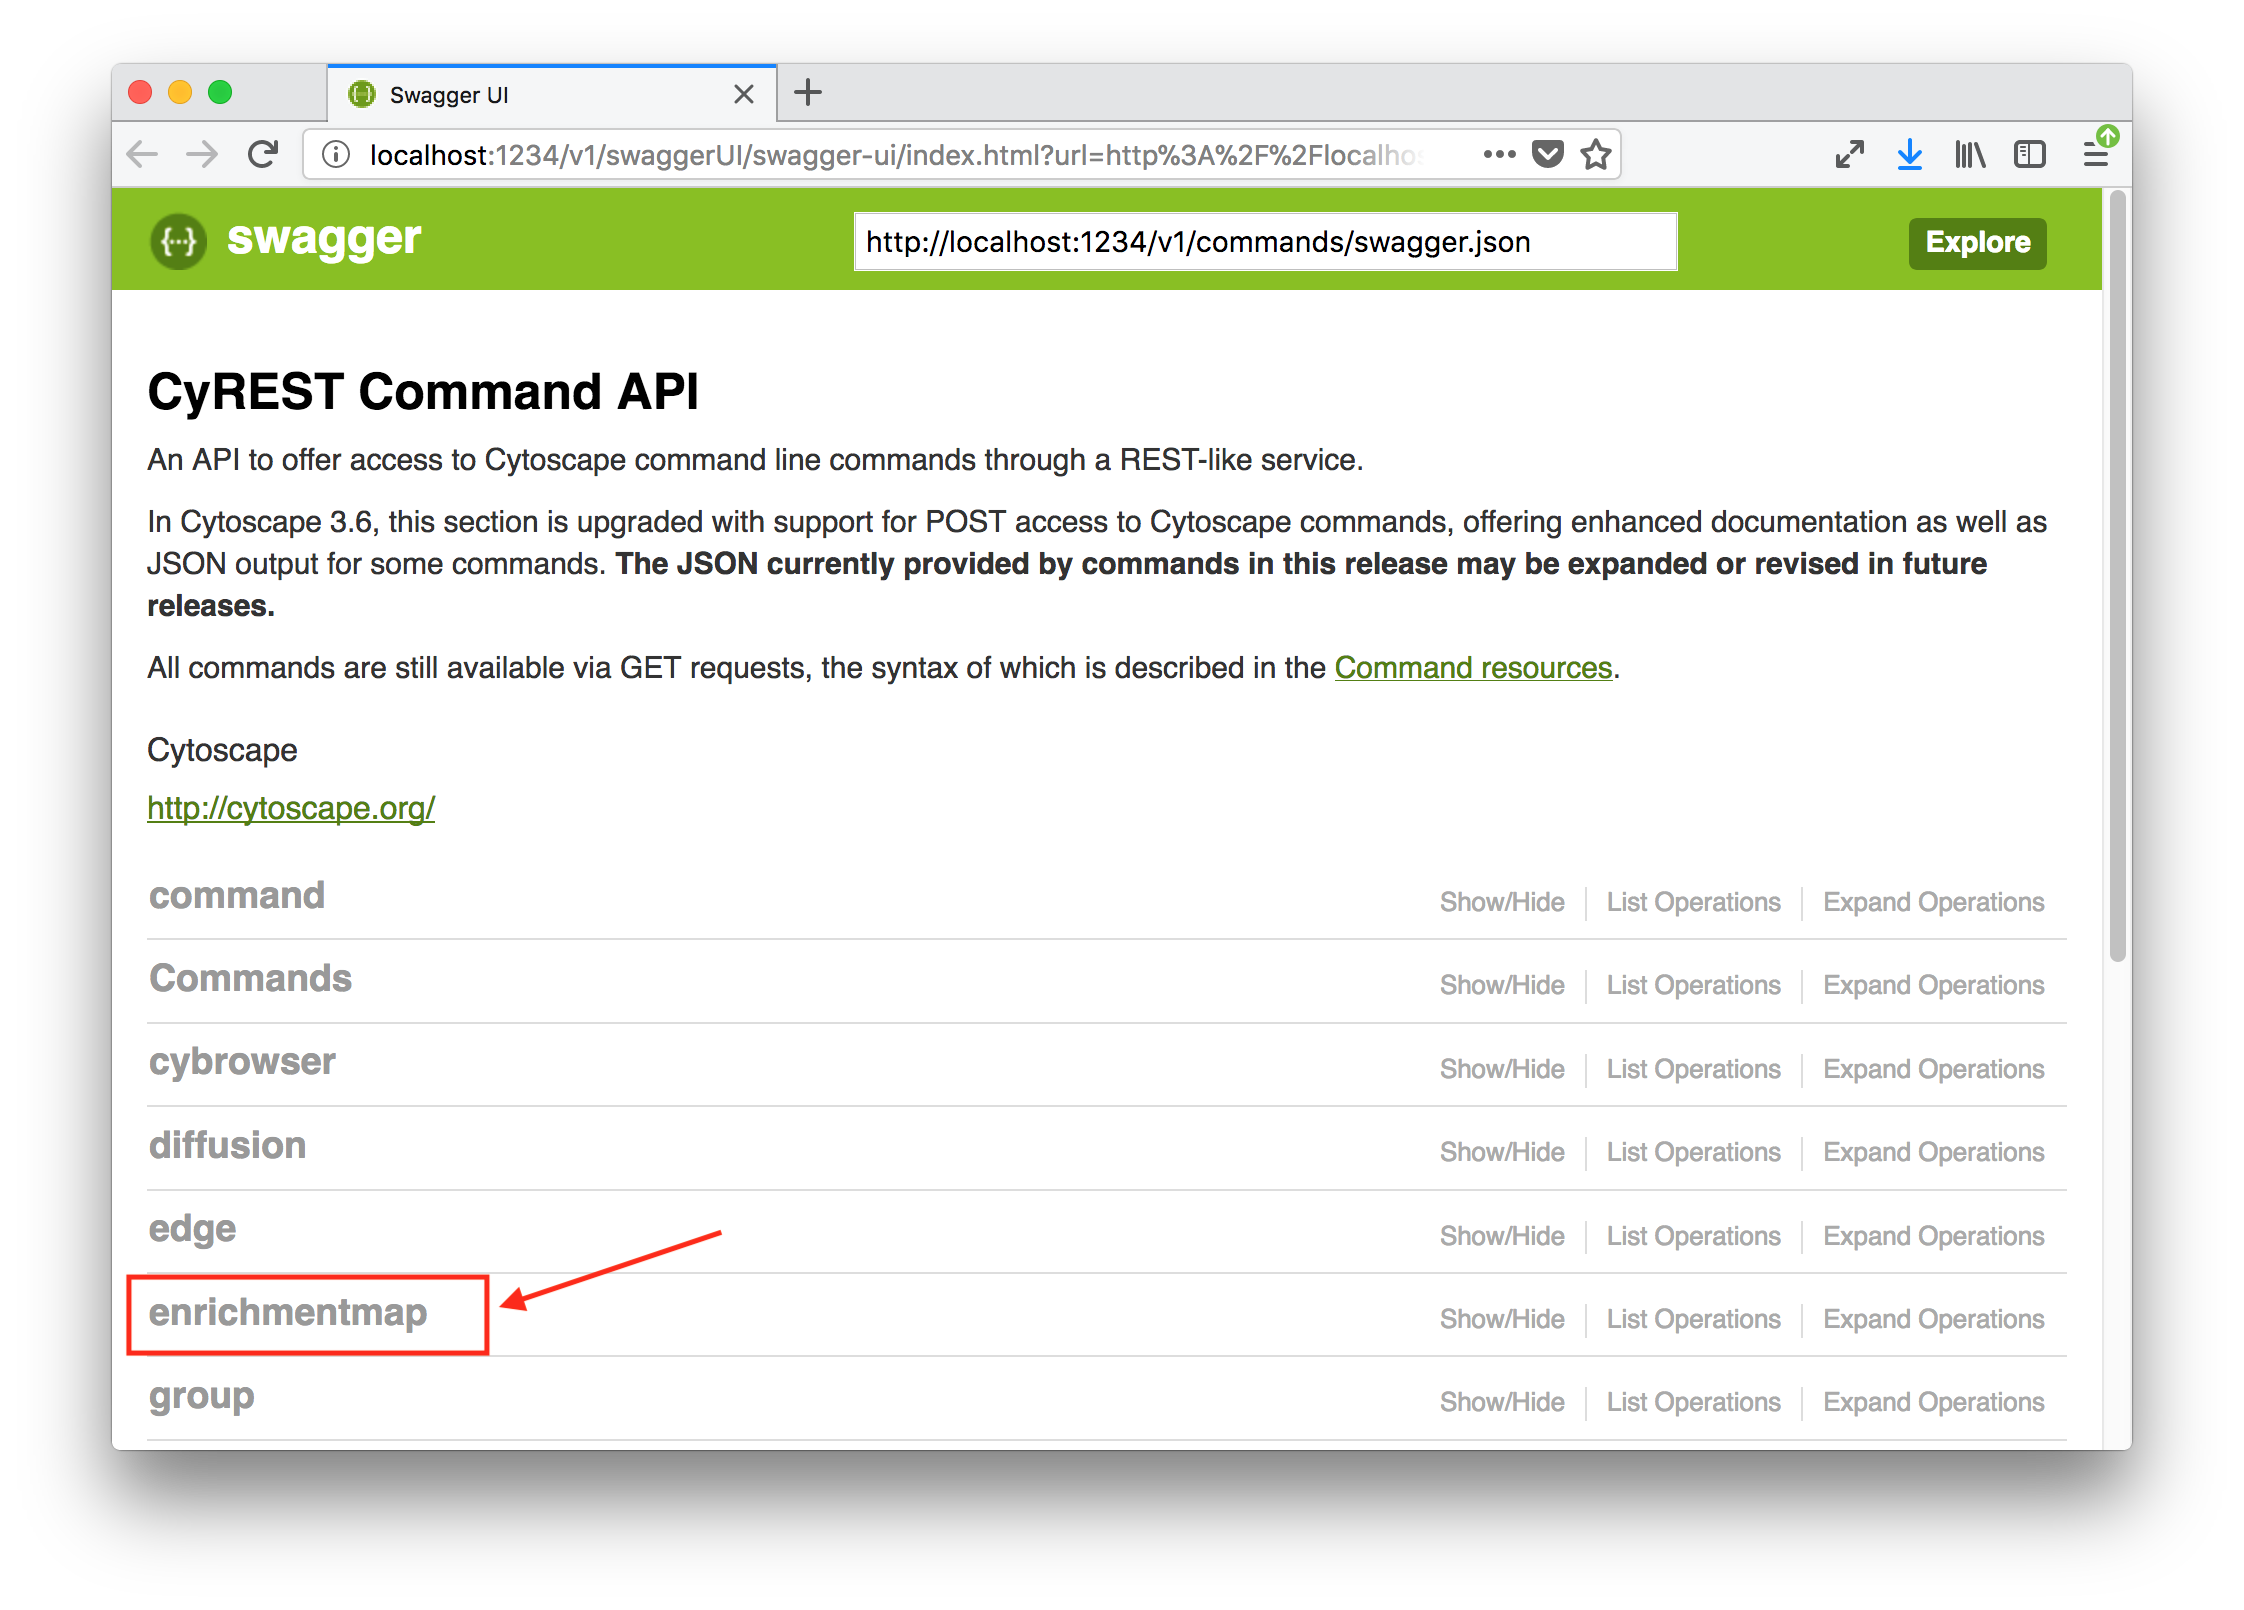 Swagger UI
localhost:1234/v1/swaggerUI/swagger-ui/index.html?url=http%3A%2F%2Flocalhos
{···} swagger
http://localhost:1234/v1/commands/swagger.json
Explore
CyREST Command API
An API to offer access to Cytoscape command line commands through a REST-like service.
In Cytoscape 3.6, this section is upgraded with support for POST access to Cytoscape commands, offering enhanced documentation as well as
JSON output for some commands. The JSON currently provided by commands in this release may be expanded or revised in future
releases.
All commands are still available via GET requests, the syntax of which is described in the Command resources.
Cytoscape
http://cytoscape.org/
command Show/Hide List Operations Expand Operations
Commands Show/Hide List Operations Expand Operations
cybrowser Show/Hide List Operations Expand Operations
diffusion Show/Hide List Operations Expand Operations
edge Show/Hide List Operations Expand Operations
enrichmentmap Show/Hide List Operations Expand Operations
group Show/Hide List Operations Expand Operations